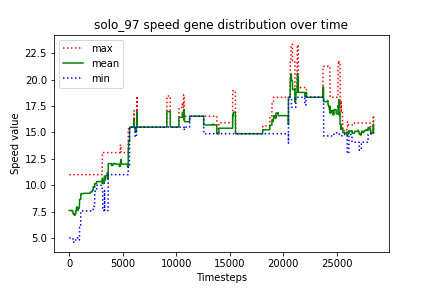 solo_97 speed gene distribution over time
max
mean
min
Speed value
22.5
20.0
17.5
15.0
12.5
10.0
7.5
5.0
0 5000 10000 15000 20000 25000
Timesteps